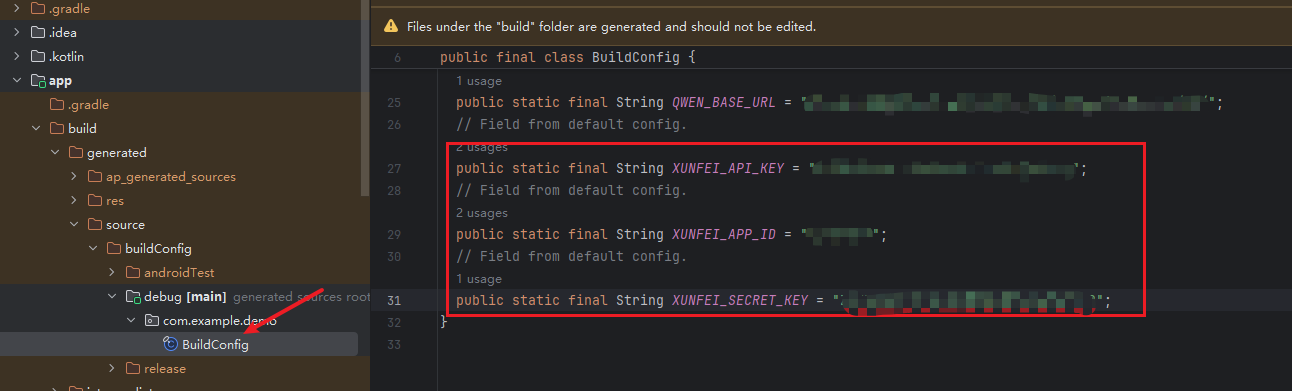 .gradle
.idea
.kotlin
app
.gradle
build
generated
ap_generated_sources
res
source
buildConfig
androidTest
debug [main] generated sources root
com.example.demo
BuildConfig
release
Files under the "build" folder are generated and should not be edited.
6 public final class BuildConfig {
1 usage
25 public static final String QWEN_BASE_URL = " ";
26 // Field from default config.
2 usages
27 public static final String XUNFEI_API_KEY = " ";
28 // Field from default config.
2 usages
29 public static final String XUNFEI_APP_ID = " ";
30 // Field from default config.
1 usage
31 public static final String XUNFEI_SECRET_KEY = " ";
32 }
33